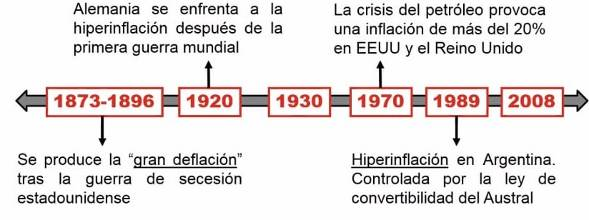 Alemania se enfrenta a la
hiperinflación después de la
primera guerra mundial
La crisis del petróleo provoca
una inflación de más del 20%
en EEUU y el Reino Unido
1873-1896
1920
1930
1970
1989
2008
Se produce la “gran deflación”
tras la guerra de secesión
estadounidense
Hiperinflación en Argentina.
Controlada por la ley de
convertibilidad del Austral